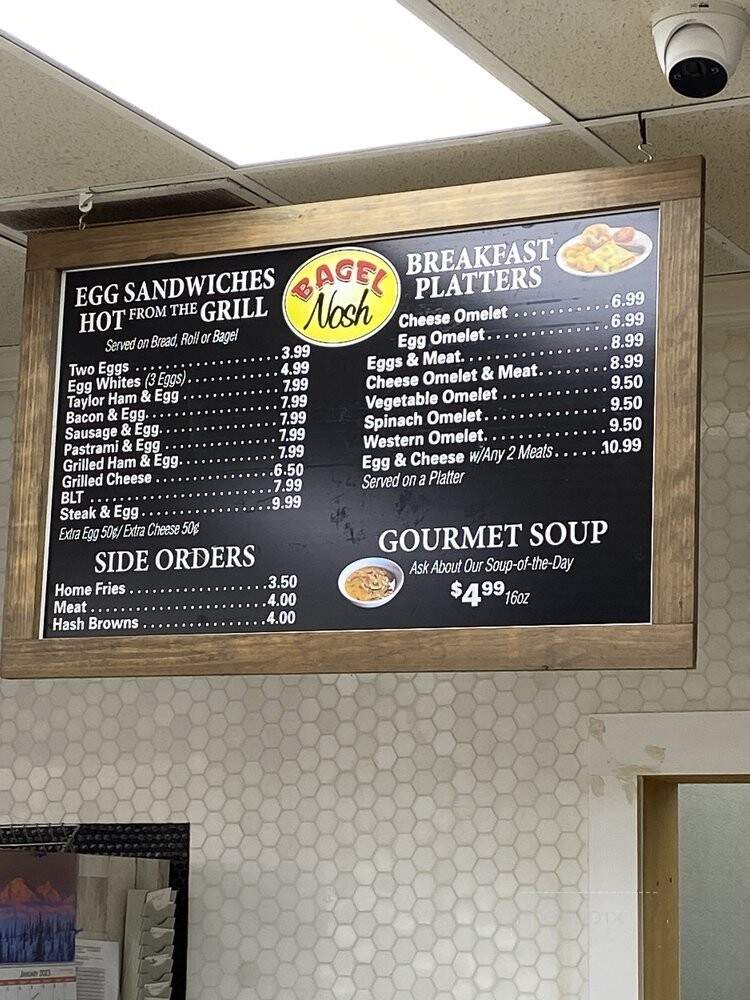 EGG SANDWICHES
HOT FROM THE GRILL
Served on Bread, Roll or Bagel
Two Eggs 3.99
Egg Whites (3 Eggs) 4.99
Taylor Ham & Egg 7.99
Bacon & Egg 7.99
Sausage & Egg 7.99
Pastrami & Egg 7.99
Grilled Ham & Egg 7.99
Grilled Cheese 6.50
BLT 7.99
Steak & Egg 9.99
Extra Egg 50¢/ Extra Cheese 50¢
SIDE ORDERS
Home Fries 3.50
Meat 4.00
Hash Browns 4.00
BAGEL
Nosh
BREAKFAST
PLATTERS
Cheese Omelet 6.99
Egg Omelet 6.99
Eggs & Meat 8.99
Cheese Omelet & Meat 8.99
Vegetable Omelet 9.50
Spinach Omelet 9.50
Western Omelet 9.50
Egg & Cheese w/Any 2 Meats 10.99
Served on a Platter
GOURMET SOUP
Ask About Our Soup-of-the-Day
$4.99 16oz
JANUARY 2023